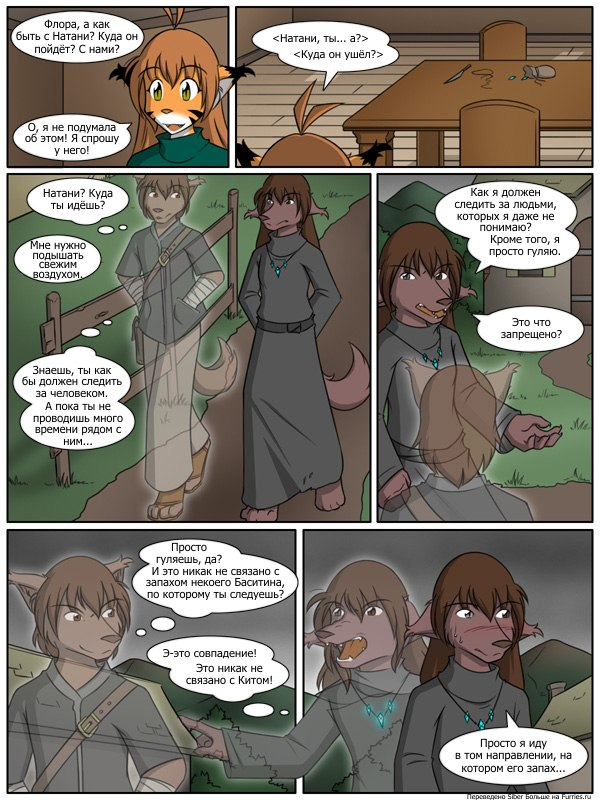 Флора, а как
быть с Натани? Куда он
пойдёт? С нами?
О, я не подумала
об этом! Я спрошу
у него!
<Натани, ты... а?>
<Куда он ушёл?>
Натани? Куда
ты идёшь?
Мне нужно
подышать
свежим
воздухом.
Знаешь, ты как
бы должен следить
за человеком.
А пока ты не
проводишь много
времени рядом с
ним...
Как я должен
следить за людьми,
которых я даже не
понимаю?
Кроме того, я
просто гуляю.
Это что
запрещено?
Просто
гуляешь, да?
И это никак не связано с
запахом некоего Баситина,
по которому ты следуешь?
Э-это совпадение!
Это никак не
связано с Китом!
Просто я иду
в том направлении, на
котором его запах...
Переведено Siber Больше на Furries.ru